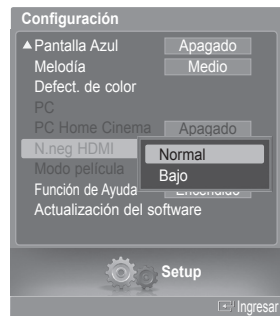 Configuración
▲Pantalla Azul Apagado
Melodía Medio
Defect. de color
PC
PC Home Cinema Apagado
N.neg HDMI Normal
Modo película Bajo
Función de Ayuda Encendido
Actualización del software
Setup
Ingresar